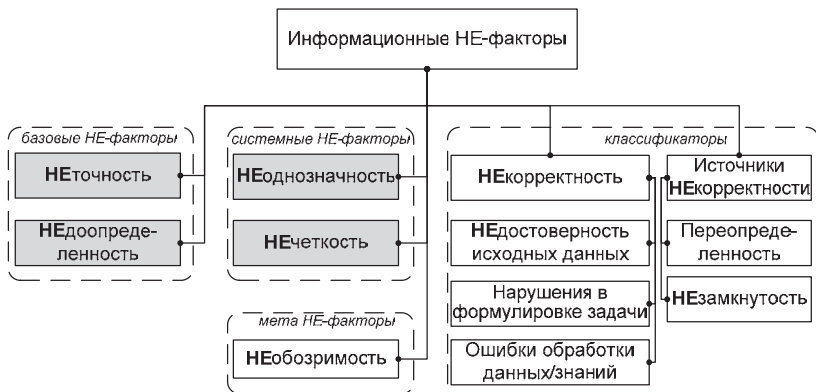 Информационные НЕ-факторы
базовые НЕ-факторы
НЕточность
НЕдоопреде-
ленность
системные НЕ-факторы
НЕоднозначность
НЕчеткость
мета НЕ-факторы
НЕобозримость
классификаторы
НЕкорректность
НЕдостоверность
исходных данных
Нарушения в
формулировке задачи
Ошибки обработки
данных/знаний
Источники
НЕкорректности
Переопреде-
ленность
НЕзамкнутость